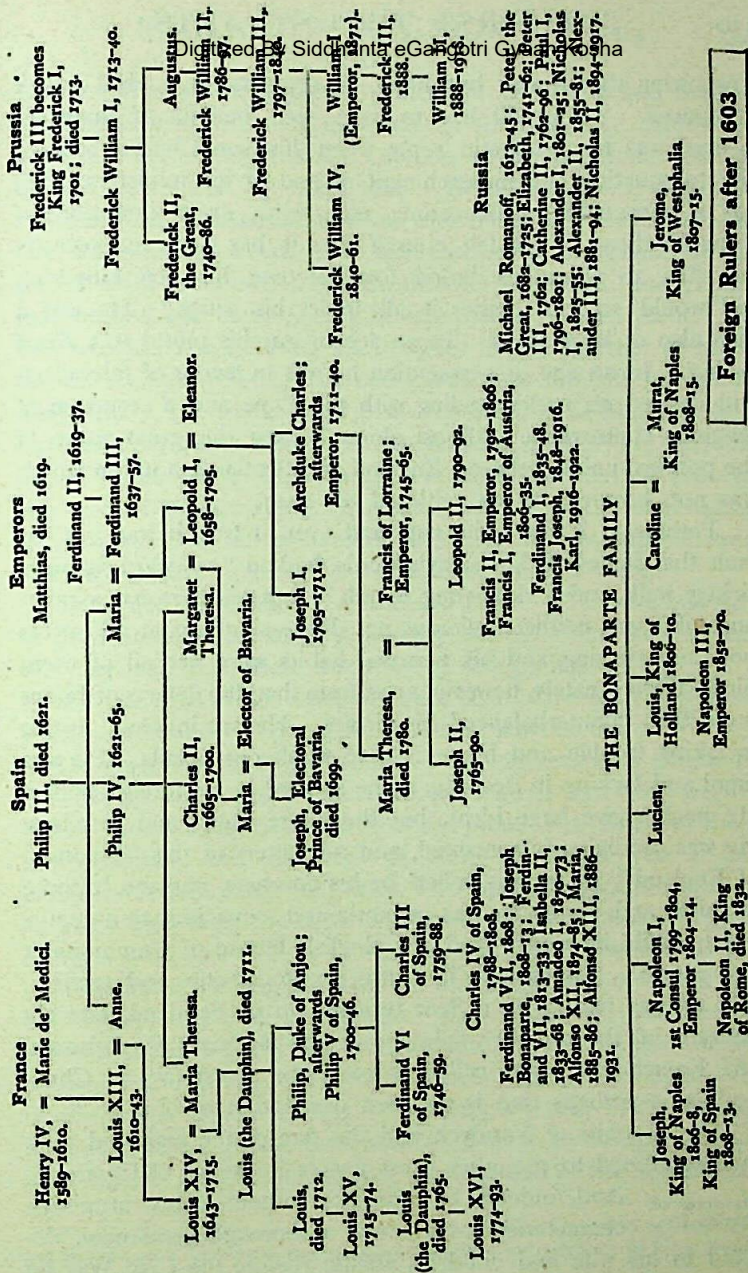 Digitized By Siddhanta eGangotri Gyaan Kosha
France
Henry IV, = Marie de' Medici.
1589-1610.
Louis XIII, = Anne.
1610-43.
Louis XIV, = Maria Theresa.
1643-1715.
Louis (the Dauphin), died 1711.
Louis,
died 1712.
Louis XV,
1715-74.
Louis
(the Dauphin),
died 1765.
Louis XVI,
1774-93.
Philip, Duke of Anjou;
afterwards
Philip V of Spain,
1700-46.
Ferdinand VI
of Spain,
1746-59.
Charles III
of Spain,
1759-88.
Charles IV of Spain,
1788-1808.
Ferdinand VII, 1808; Joseph
Bonaparte, 1808-13; Ferdin-
and VII, 1813-33; Isabella II,
1833-68; Amadeo I, 1870-73;
Alfonso XII, 1874-85; Maria,
1885-86; Alfonso XIII, 1886-
1931.
Spain
Philip III, died 1621.
Philip IV, 1621-65.
Charles II,
1665-1700.
Margaret = Leopold I, = Eleanor.
Theresa. 1658-1705.
Maria = Elector of Bavaria.
Joseph, Electoral
Prince of Bavaria,
died 1699.
Emperors
Matthias, died 1619.
Ferdinand II, 1619-37.
Maria = Ferdinand III,
1637-57.
Joseph I,
1705-1711.
Archduke Charles;
afterwards
Emperor, 1711-40.
Maria Theresa, = Francis of Lorraine;
died 1780. Emperor, 1745-65.
Joseph II,
1765-90.
Leopold II, 1790-92.
Francis II, Emperor, 1792-1806;
Francis I, Emperor of Austria,
1806-35.
Ferdinand I, 1835-48.
Francis Joseph, 1848-1916.
Karl, 1916-1922.
Prussia
Frederick III becomes
King Frederick I,
1701; died 1713.
Frederick William I, 1713-40.
Frederick II,
the Great,
1740-86.
Augustus.
Frederick William II,
1786-97.
Frederick William III,
1797-1840.
Frederick William IV,
1840-61.
William I
(Emperor, 1871).
Frederick III,
1888.
William II,
1888-1918.
Russia
Michael Romanoff, 1613-45; Peter the
Great, 1682-1725; Elizabeth, 1741-62; Peter
III, 1762; Catherine II, 1762-96; Paul I,
1796-1801; Alexander I, 1801-25; Nicholas
I, 1825-55; Alexander II, 1855-81; Alex-
ander III, 1881-94; Nicholas II, 1894-1917.
THE BONAPARTE FAMILY
Joseph,
King of Naples
1806-8,
King of Spain
1808-13.
Napoleon I,
1st Consul 1799-1804,
Emperor 1804-14.
Napoleon II, King
of Rome, died 1832.
Lucien,
Louis, King of
Holland 1806-10.
Napoleon III,
Emperor 1852-70.
Caroline = Murat,
King of Naples
1808-15.
Jerome,
King of Westphalia
1807-15.
Foreign Rulers after 1603